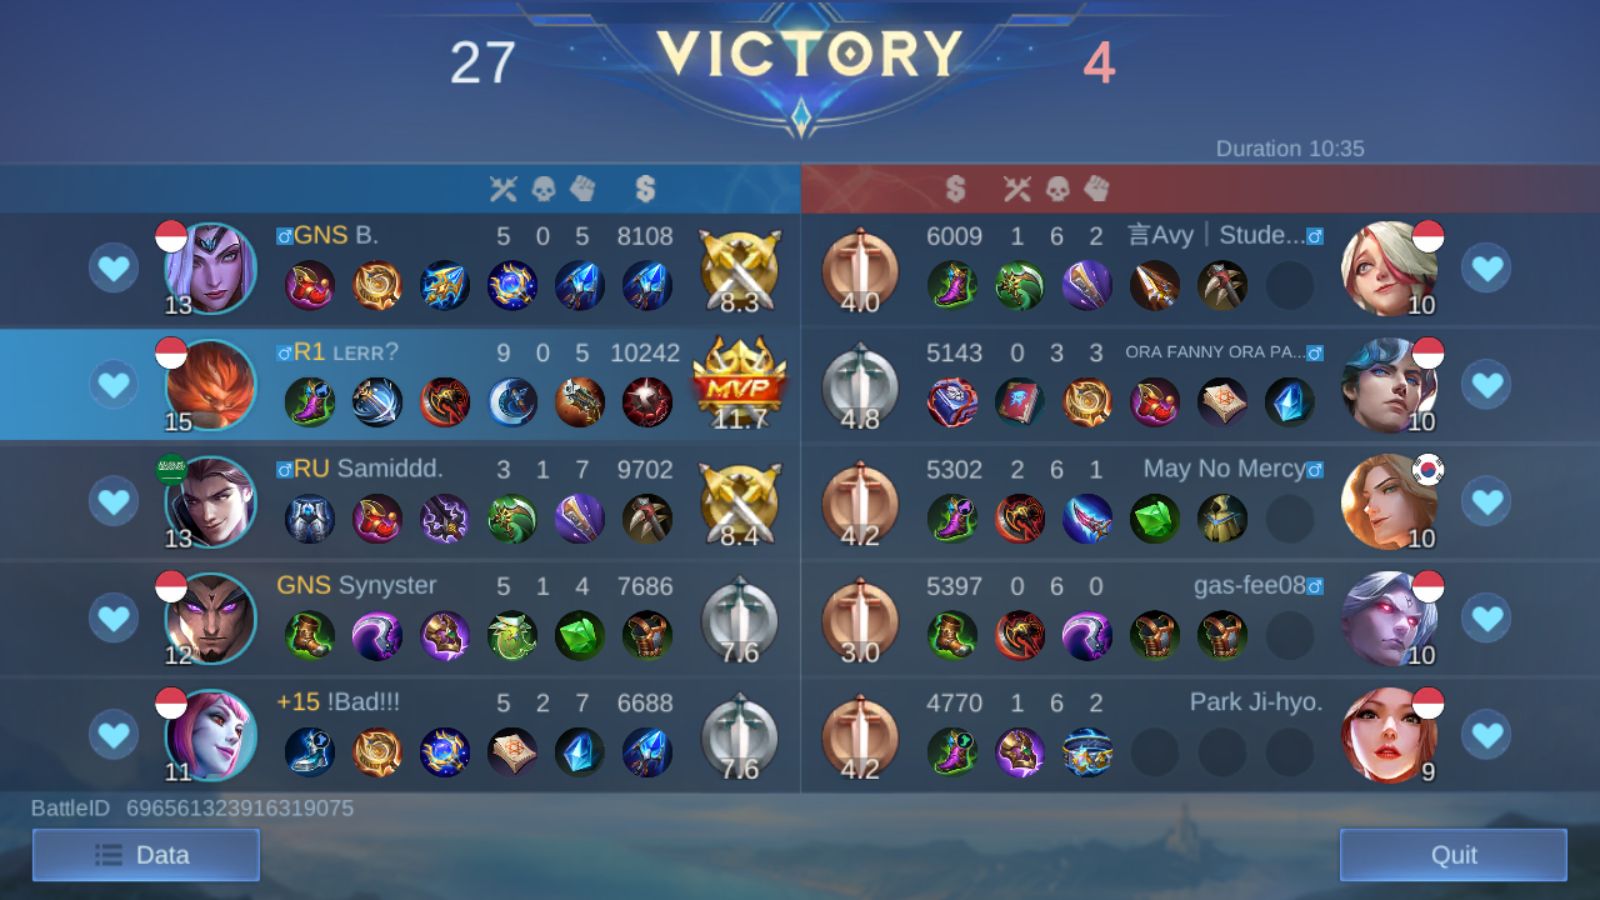 27 VICTORY 4
Duration 10:35
GNS B. 5 0 5 8108
13 8.3
6009 1 6 2 言Avy｜Stude...
4.0 10
R1 LERR? 9 0 5 10242
15 MVP 11.7
5143 0 3 3 ORA FANNY ORA PA...
4.8 10
RU Samiddd. 3 1 7 9702
13 8.4
5302 2 6 1 May No Mercy
4.2 10
GNS Synyster 5 1 4 7686
12 7.6
5397 0 6 0 gas-fee08
3.0 10
+15 !Bad!!! 5 2 7 6688
11 7.6
4770 1 6 2 Park Ji-hyo.
4.2 9
BattleID 696561323916319075
Data
Quit